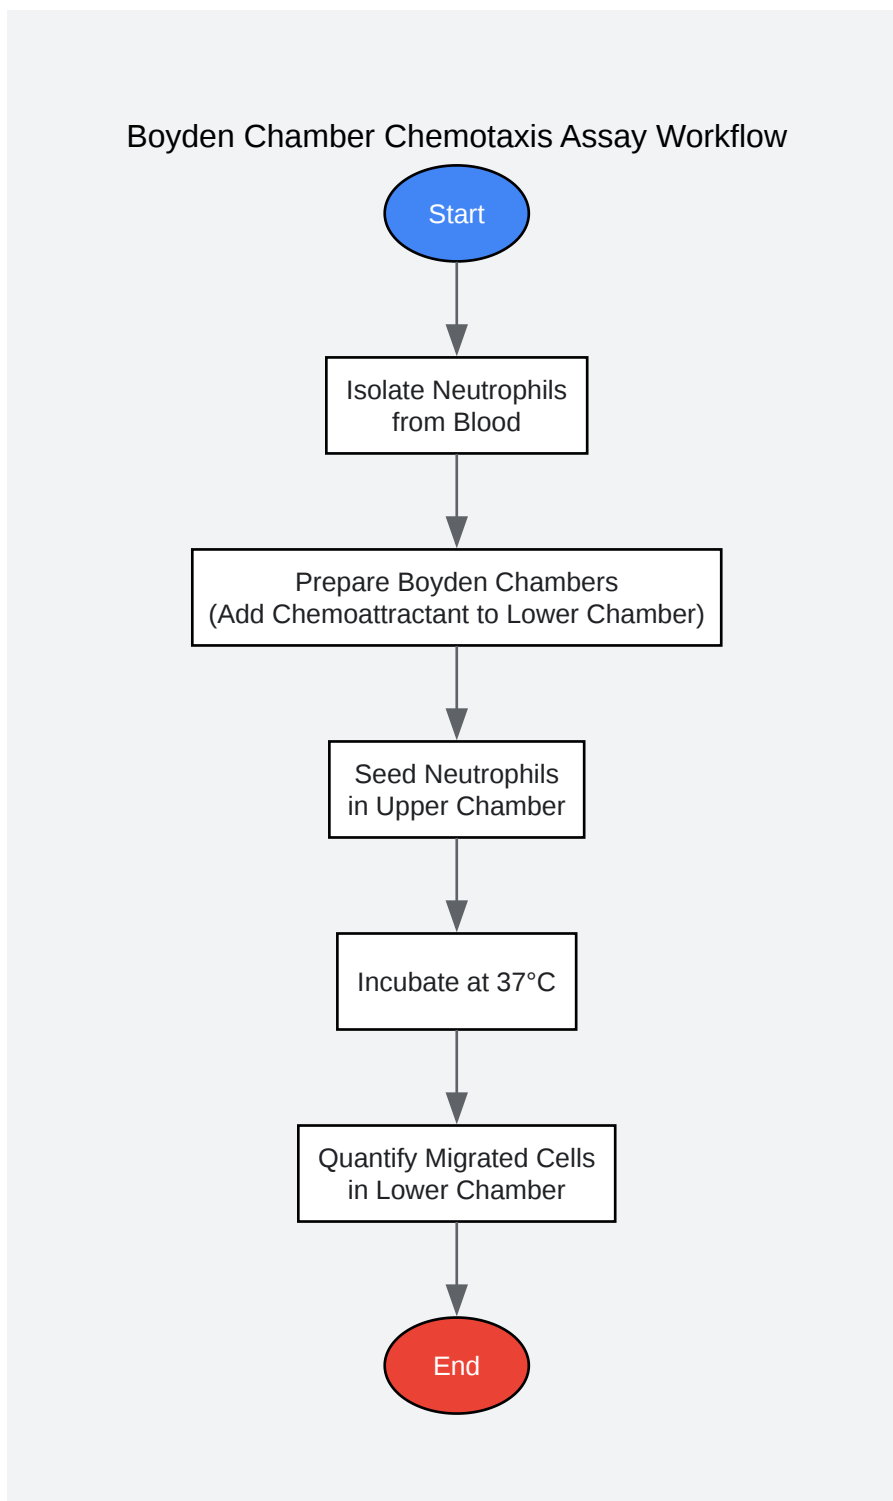 Boyden Chamber Chemotaxis Assay Workflow
Start
Isolate Neutrophils
from Blood
Prepare Boyden Chambers
(Add Chemoattractant to Lower Chamber)
Seed Neutrophils
in Upper Chamber
Incubate at 37°C
Quantify Migrated Cells
in Lower Chamber
End